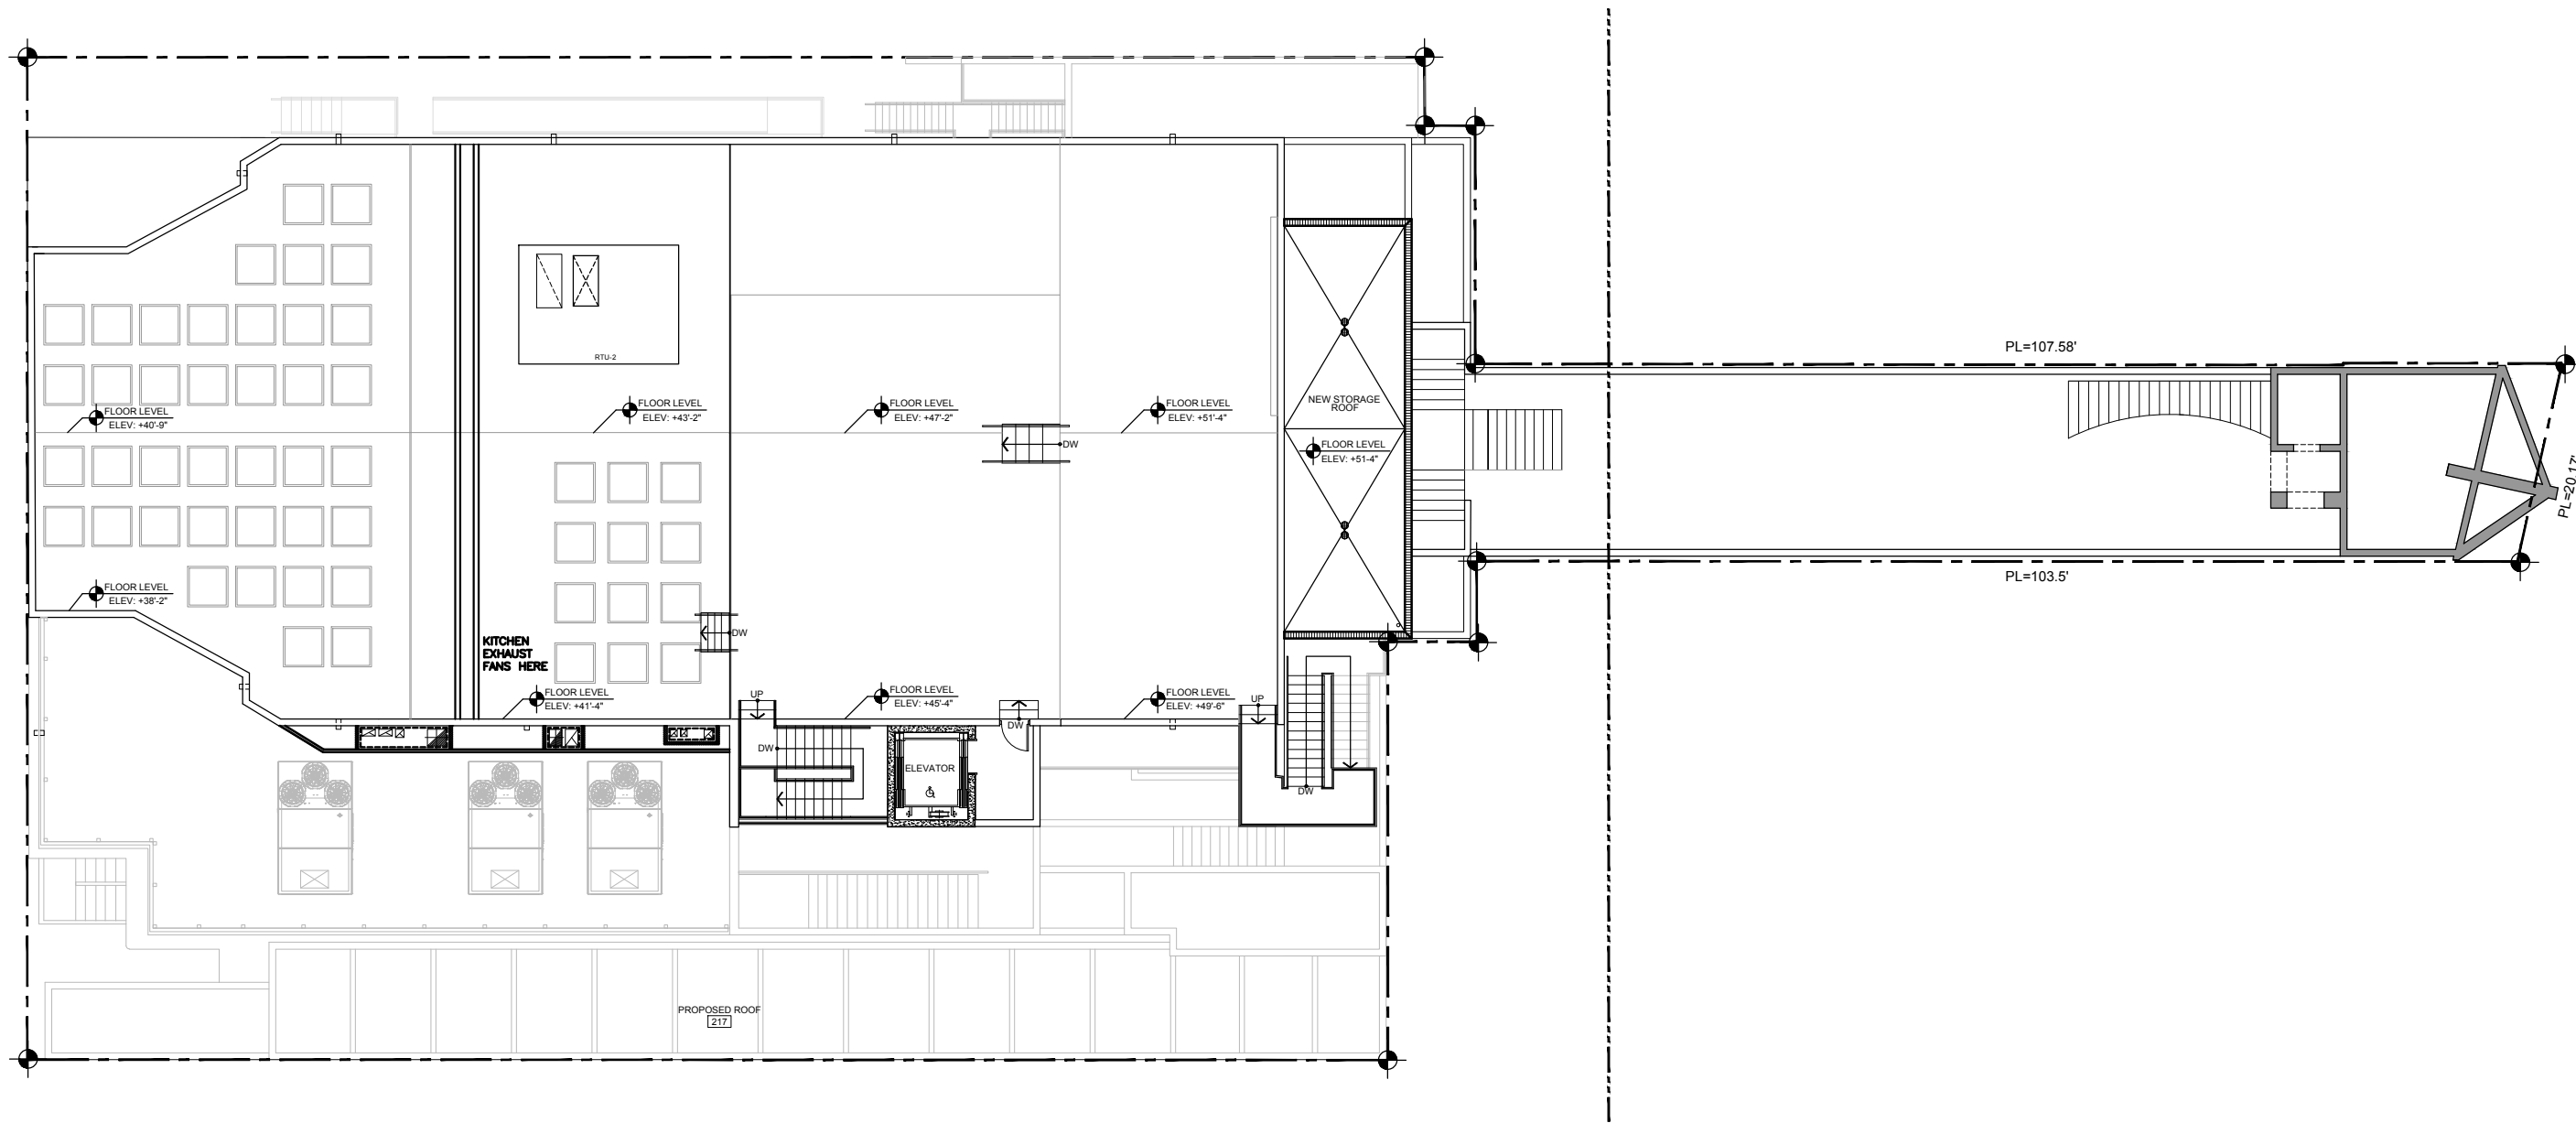 PL=107.58'
FLOOR LEVEL
ELEV: +40'-9"
FLOOR LEVEL
ELEV: +43'-2"
FLOOR LEVEL
ELEV: +47'-2"
FLOOR LEVEL
ELEV: +51'-4"
RTU-2
NEW STORAGE
ROOF
FLOOR LEVEL
ELEV: +51-4"
DW
PL=20.17'
PL=103.5'
FLOOR LEVEL
ELEV: +38'-2"
KITCHEN
EXHAUST
FANS HERE
DW
FLOOR LEVEL
ELEV: +41'-4"
UP
FLOOR LEVEL
ELEV: +45'-4"
DW
FLOOR LEVEL
ELEV: +49'-6"
UP
DW
ELEVATOR
DW
PROPOSED ROOF
217